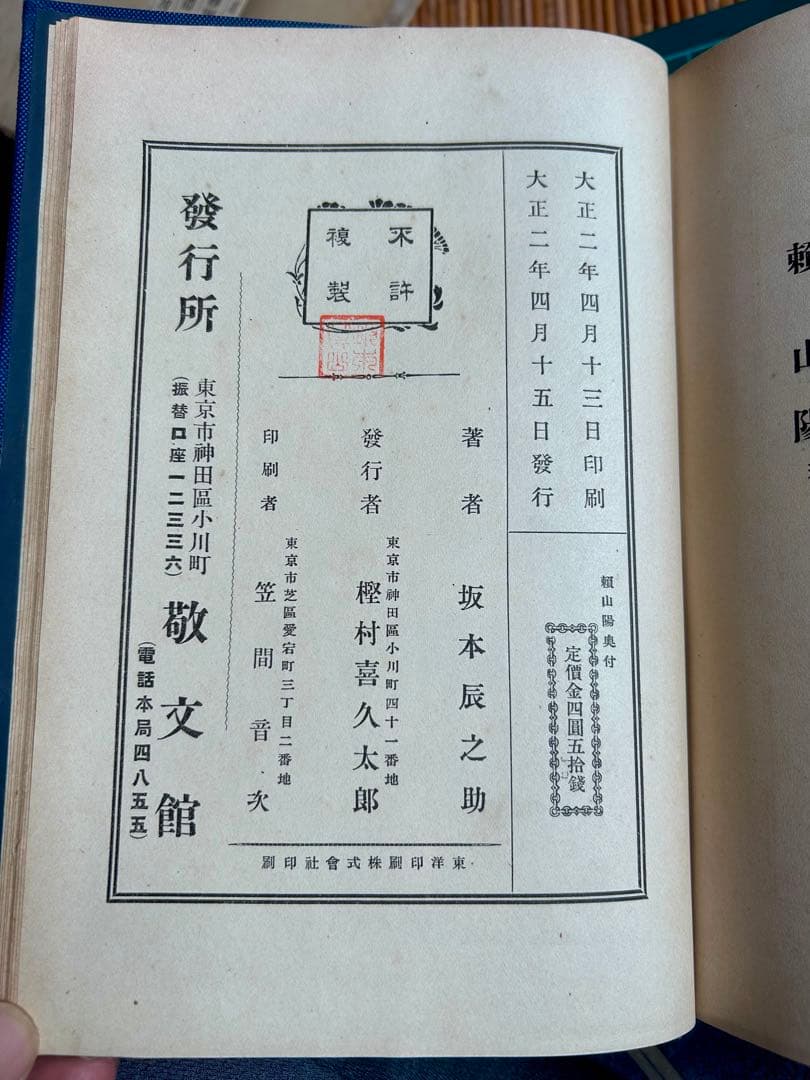 大正二年四月十三日印刷
大正二年四月十五日發行
賴山陽奥付
定價金四圓五拾錢
不許
複製
著者
坂本辰之助
發行者
東京市神田區小川町四十一番地
樫村喜久太郎
印刷者
東京市芝區愛宕町三丁目二番地
笠間音次
東洋印刷株式會社印刷
發行所
東京市神田區小川町
(振替口座一二三三六)
敬文館
(電話本局四八五五)
賴山陽